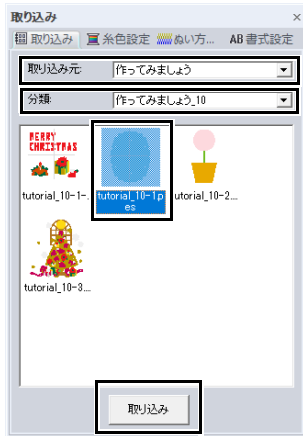 取り込み
取り込み 糸色設定 ぬい方... AB 書式設定
取り込み元: 作ってみましょう
分類: 作ってみましょう_10
MERRY
CHRISTMAS
tutorial_10-1-.. tutorial_10-1.p
es utorial_10-2...
tutorial_10-3...
取り込み